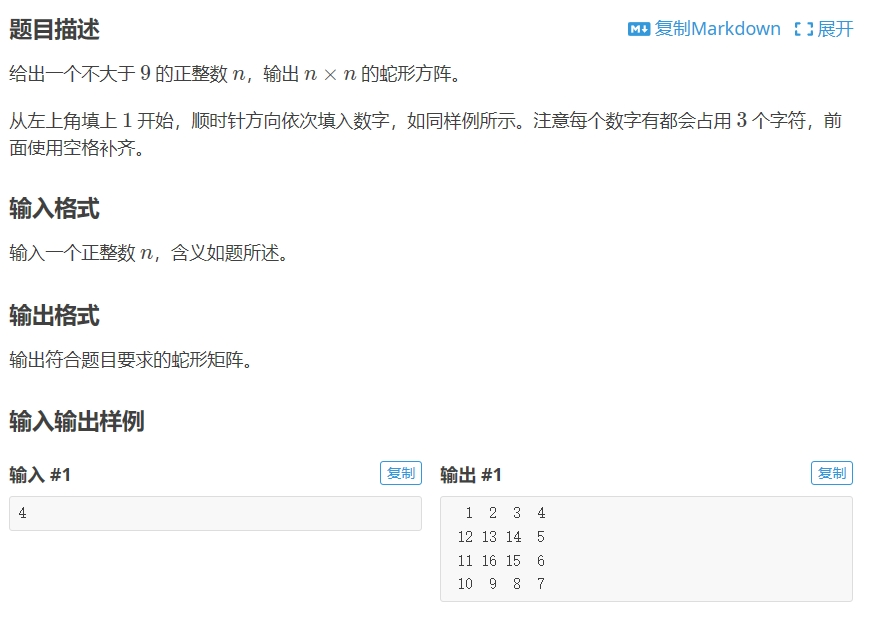 题目描述
复制Markdown 展开
给出一个不大于 9 的正整数 n，输出 n × n 的蛇形方阵。
从左上角填上 1 开始，顺时针方向依次填入数字，如同样例所示。注意每个数字有都会占用 3 个字符，前
面使用空格补齐。
输入格式
输入一个正整数 n，含义如题所述。
输出格式
输出符合题目要求的蛇形矩阵。
输入输出样例
输入 #1 复制
4
输出 #1 复制
  1  2  3  4
 12 13 14  5
 11 16 15  6
 10  9  8  7